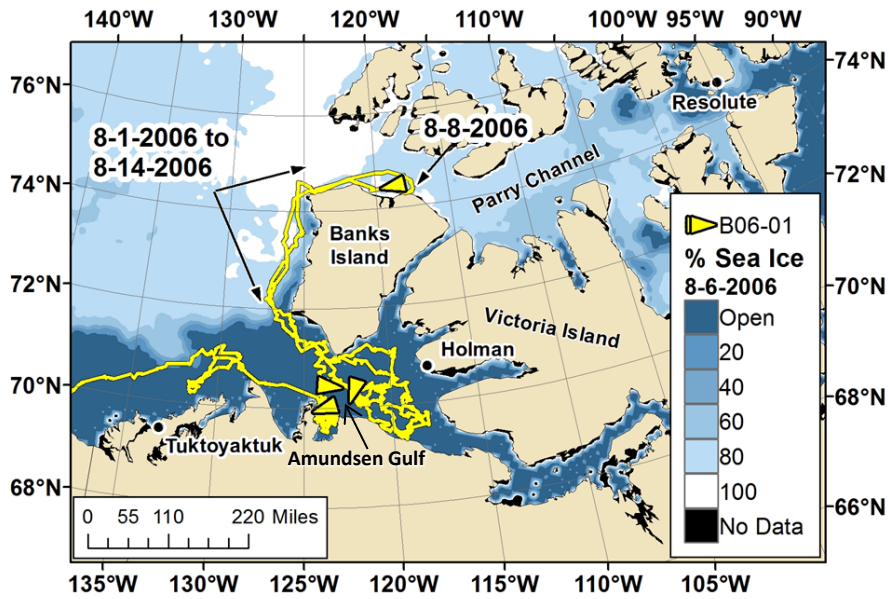 140°W 130°W 120°W 110°W 100°W 95°W 90°W
76°N
74°N
8-1-2006 to
8-14-2006
8-8-2006
Resolute
Parry Channel
74°N
72°N
Banks
Island
B06-01
% Sea Ice
8-6-2006
Open
20
40
60
80
100
No Data
72°N
70°N
Victoria Island
Holman
70°N
68°N
Tuktoyaktuk
Amundsen Gulf
68°N
66°N
0 55 110 220 Miles
135°W 130°W 125°W 120°W 115°W 110°W 105°W